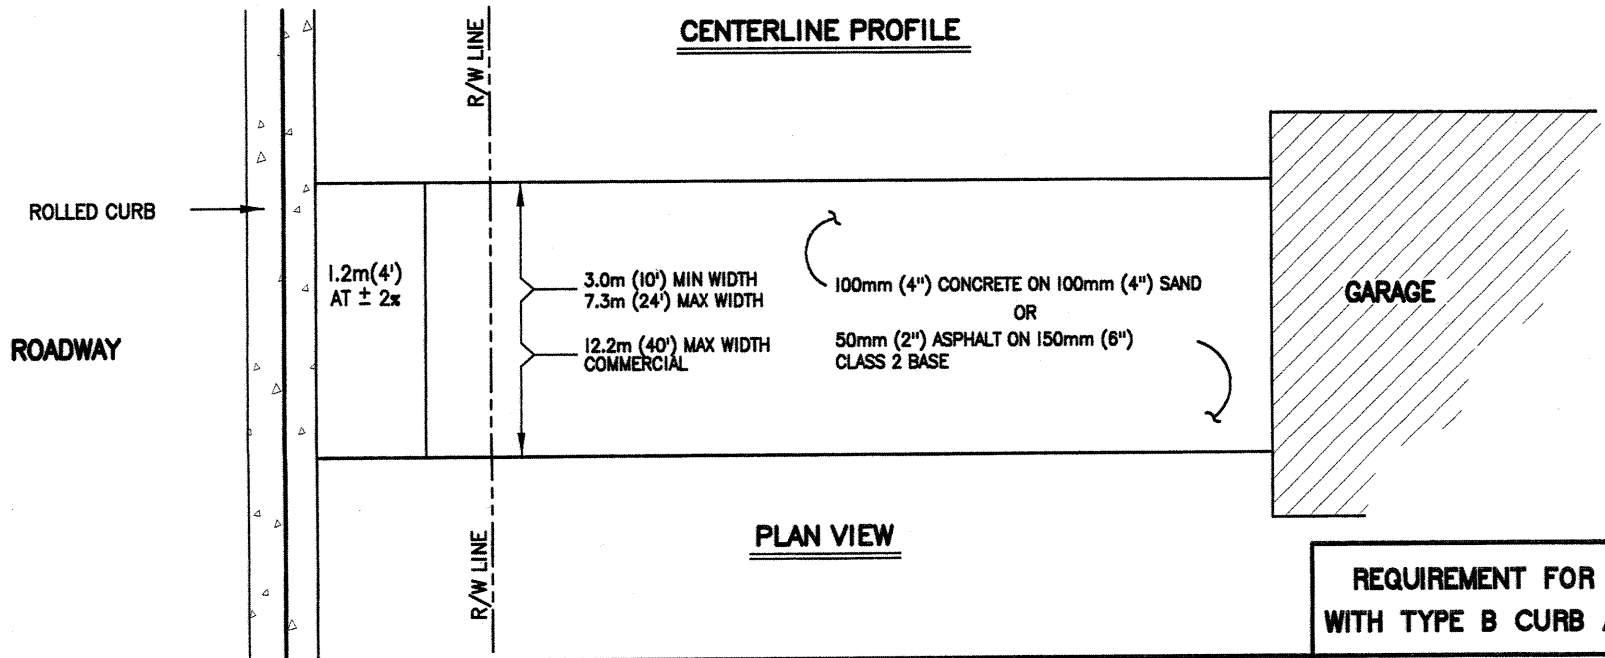 CENTERLINE PROFILE
R/W LINE
ROLLED CURB
1.2m(4')
AT ± 2%
3.0m (10') MIN WIDTH
7.3m (24') MAX WIDTH
12.2m (40') MAX WIDTH
COMMERCIAL
100mm (4") CONCRETE ON 100mm (4") SAND
OR
50mm (2") ASPHALT ON 150mm (6")
CLASS 2 BASE
GARAGE
ROADWAY
R/W LINE
PLAN VIEW
REQUIREMENT FOR
WITH TYPE B CURB